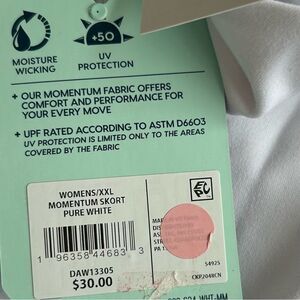 +50
MOISTURE
WICKING
UV
PROTECTION
+ OUR MOMENTUM FABRIC OFFERS
COMFORT AND PERFORMANCE FOR
YOUR EVERY MOVE
+ UPF RATED ACCORDING TO ASTM D6603
UV PROTECTION IS LIMITED ONLY TO THE AREAS
COVERED BY THE FABRIC
WOMENS/XXL
MOMENTUM SKORT
PURE WHITE
1 96358 44683 3
DAW13305
$30.00
54925
CKP2048CN